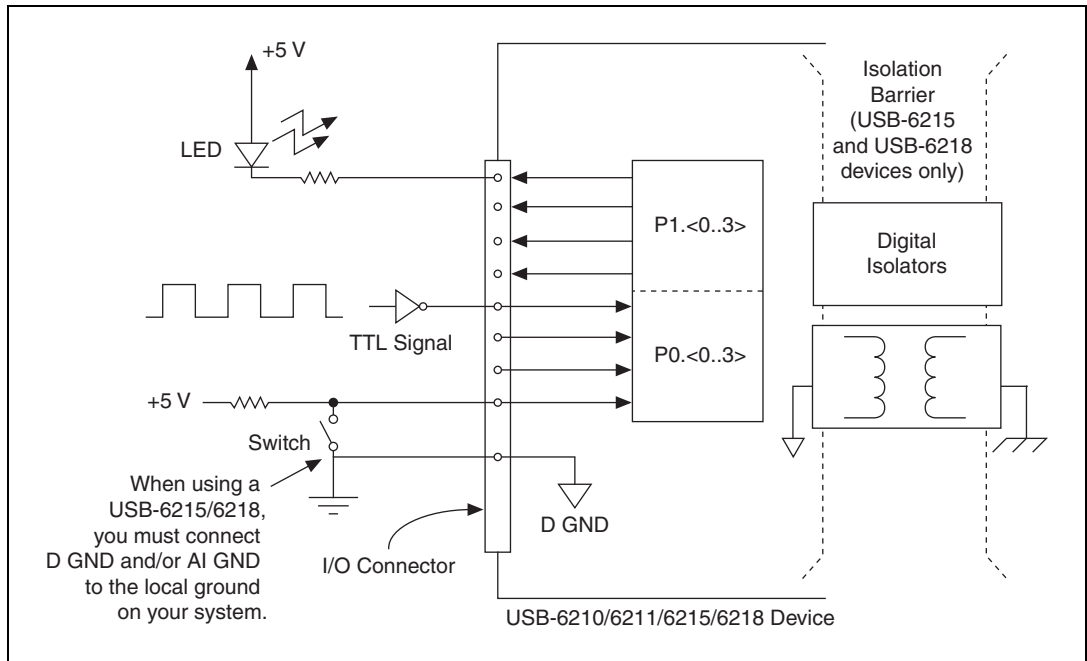 +5 V
LED
Isolation
Barrier
(USB-6215
and USB-6218
devices only)
P1.<0..3>
Digital
Isolators
TTL Signal
P0.<0..3>
+5 V
Switch
When using a
USB-6215/6218,
you must connect
D GND and/or AI GND
to the local ground
on your system.
D GND
I/O Connector
USB-6210/6211/6215/6218 Device